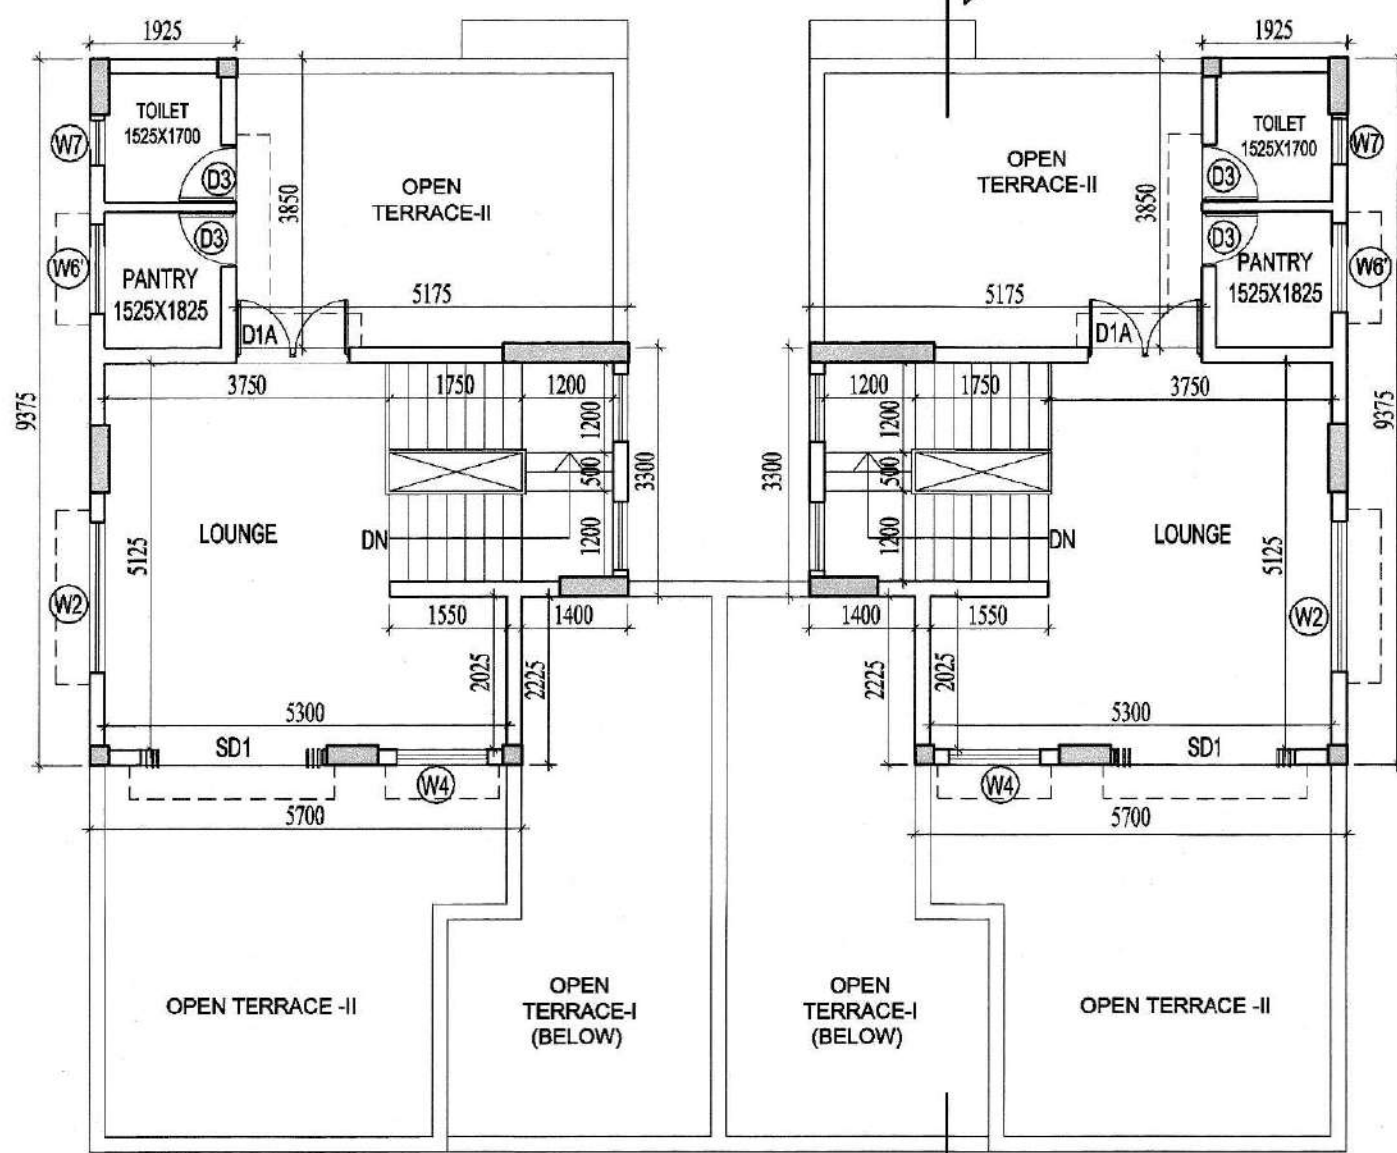 1925
1925
TOILET
1525X1700
TOILET
1525X1700
W7
W7
OPEN
TERRACE-II
OPEN
TERRACE-II
D3
D3
3850
3850
D3
D3
W6'
W6'
PANTRY
1525X1825
PANTRY
1525X1825
5175
5175
D1A
D1A
3750
1750
1200
1200
1750
3750
9375
9375
1200
1200
500
500
3300
3300
LOUNGE
LOUNGE
DN
DN
1200
1200
5125
5125
W2
W2
1550
1400
1400
1550
2025
2225
2225
2025
5300
5300
SD1
SD1
W4
W4
5700
5700
OPEN TERRACE -II
OPEN
TERRACE-I
(BELOW)
OPEN
TERRACE-I
(BELOW)
OPEN TERRACE -II